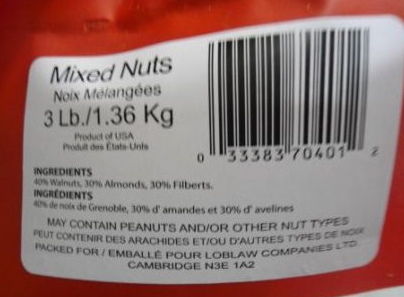 Mixed Nuts
Noix Mélangées
3 Lb./1.36 Kg
Product of USA
Produit des États-Unis
0 33383 70401 2
INGREDIENTS
40% Walnuts, 30% Almonds, 30% Filberts.
INGRÉDIENTS
40% de noix de Grenoble, 30% d' amandes et 30% d' avelines
MAY CONTAIN PEANUTS AND/OR OTHER NUT TYPES
PEUT CONTENIR DES ARACHIDES ET/OU D'AUTRES TYPES DE NOIX
PACKED FOR / EMBALLÉ POUR LOBLAW COMPANIES LTD
CAMBRIDGE N3E 1A2